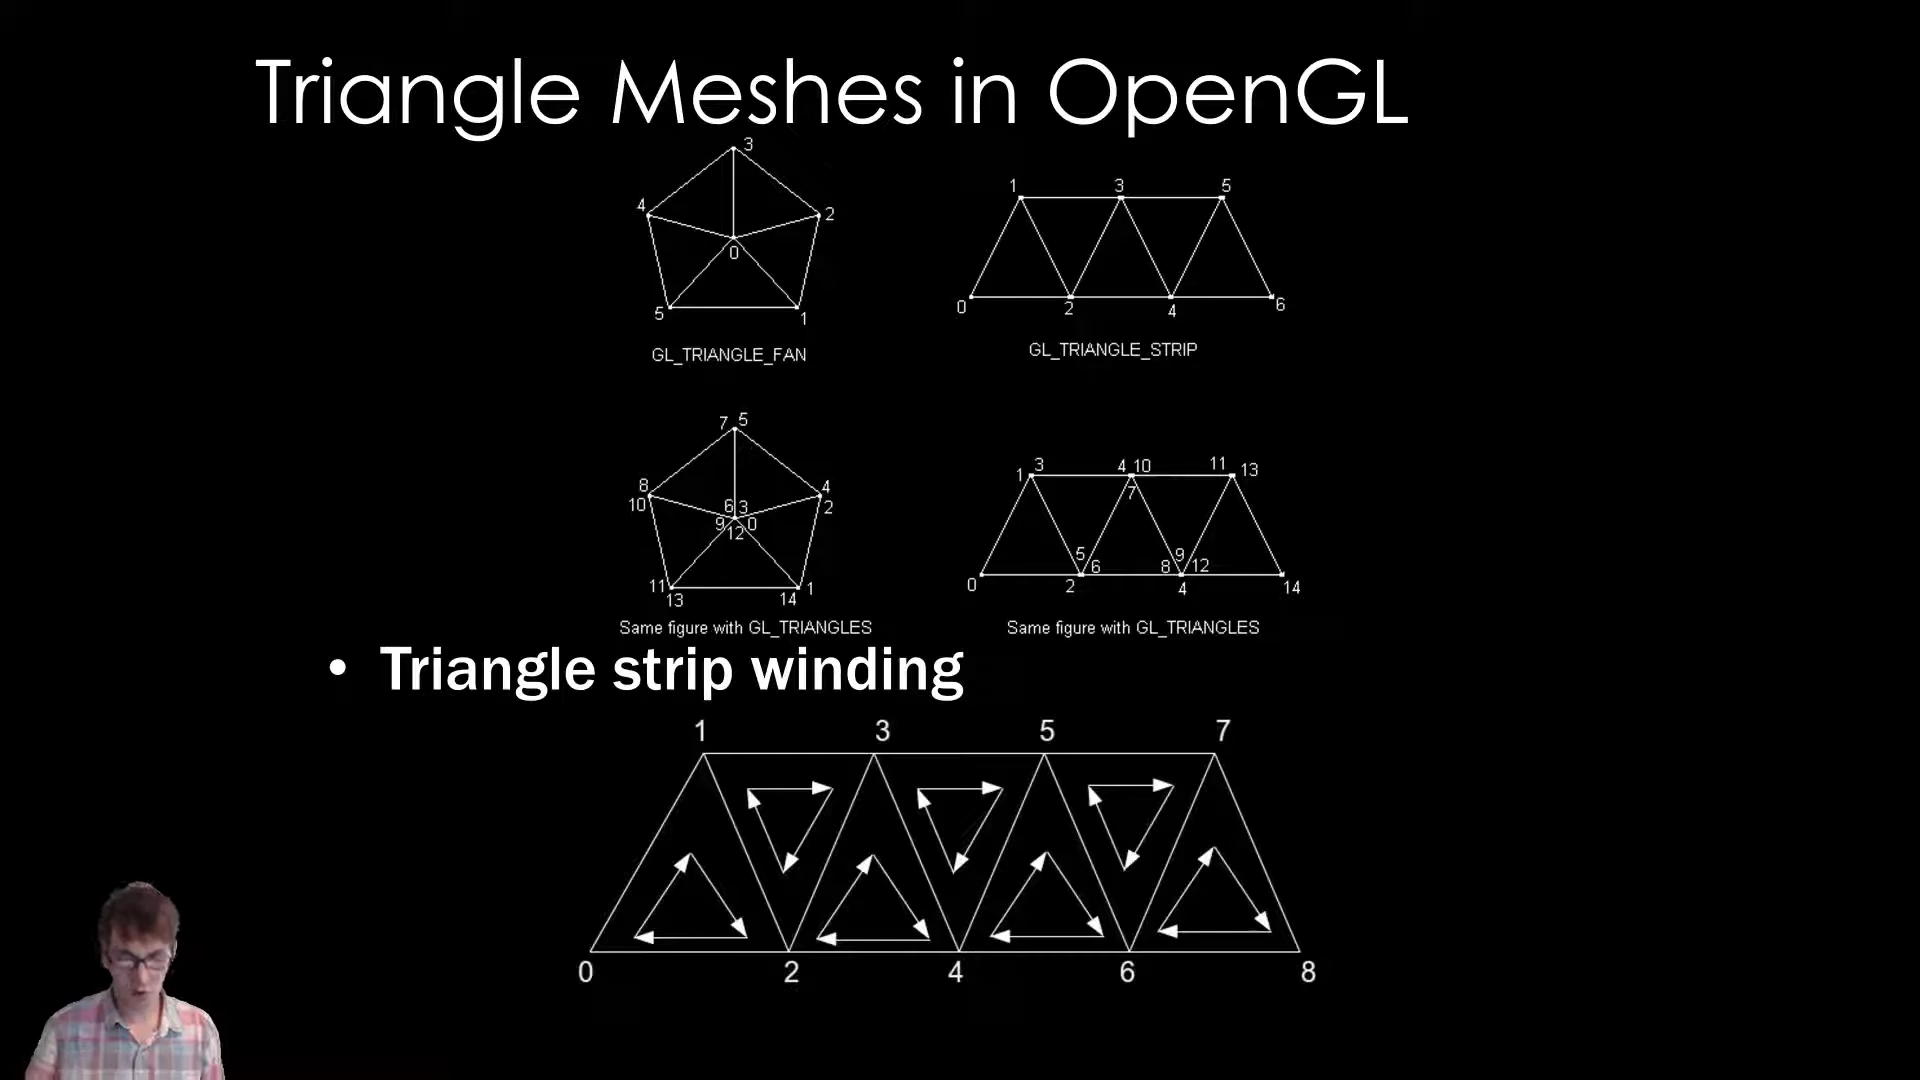 Triangle Meshes in OpenGL
3
4
2
0
5
1
GL_TRIANGLE_FAN
1 3 5
0 2 4 6
GL_TRIANGLE_STRIP
7 5
8 4
10 2
6 3
9 0
12
11 1
13 14
Same figure with GL_TRIANGLES
1 3 4 10 11 13
7
5 9
6 8 12
0 2 4 14
Same figure with GL_TRIANGLES
• Triangle strip winding
1 3 5 7
0 2 4 6 8